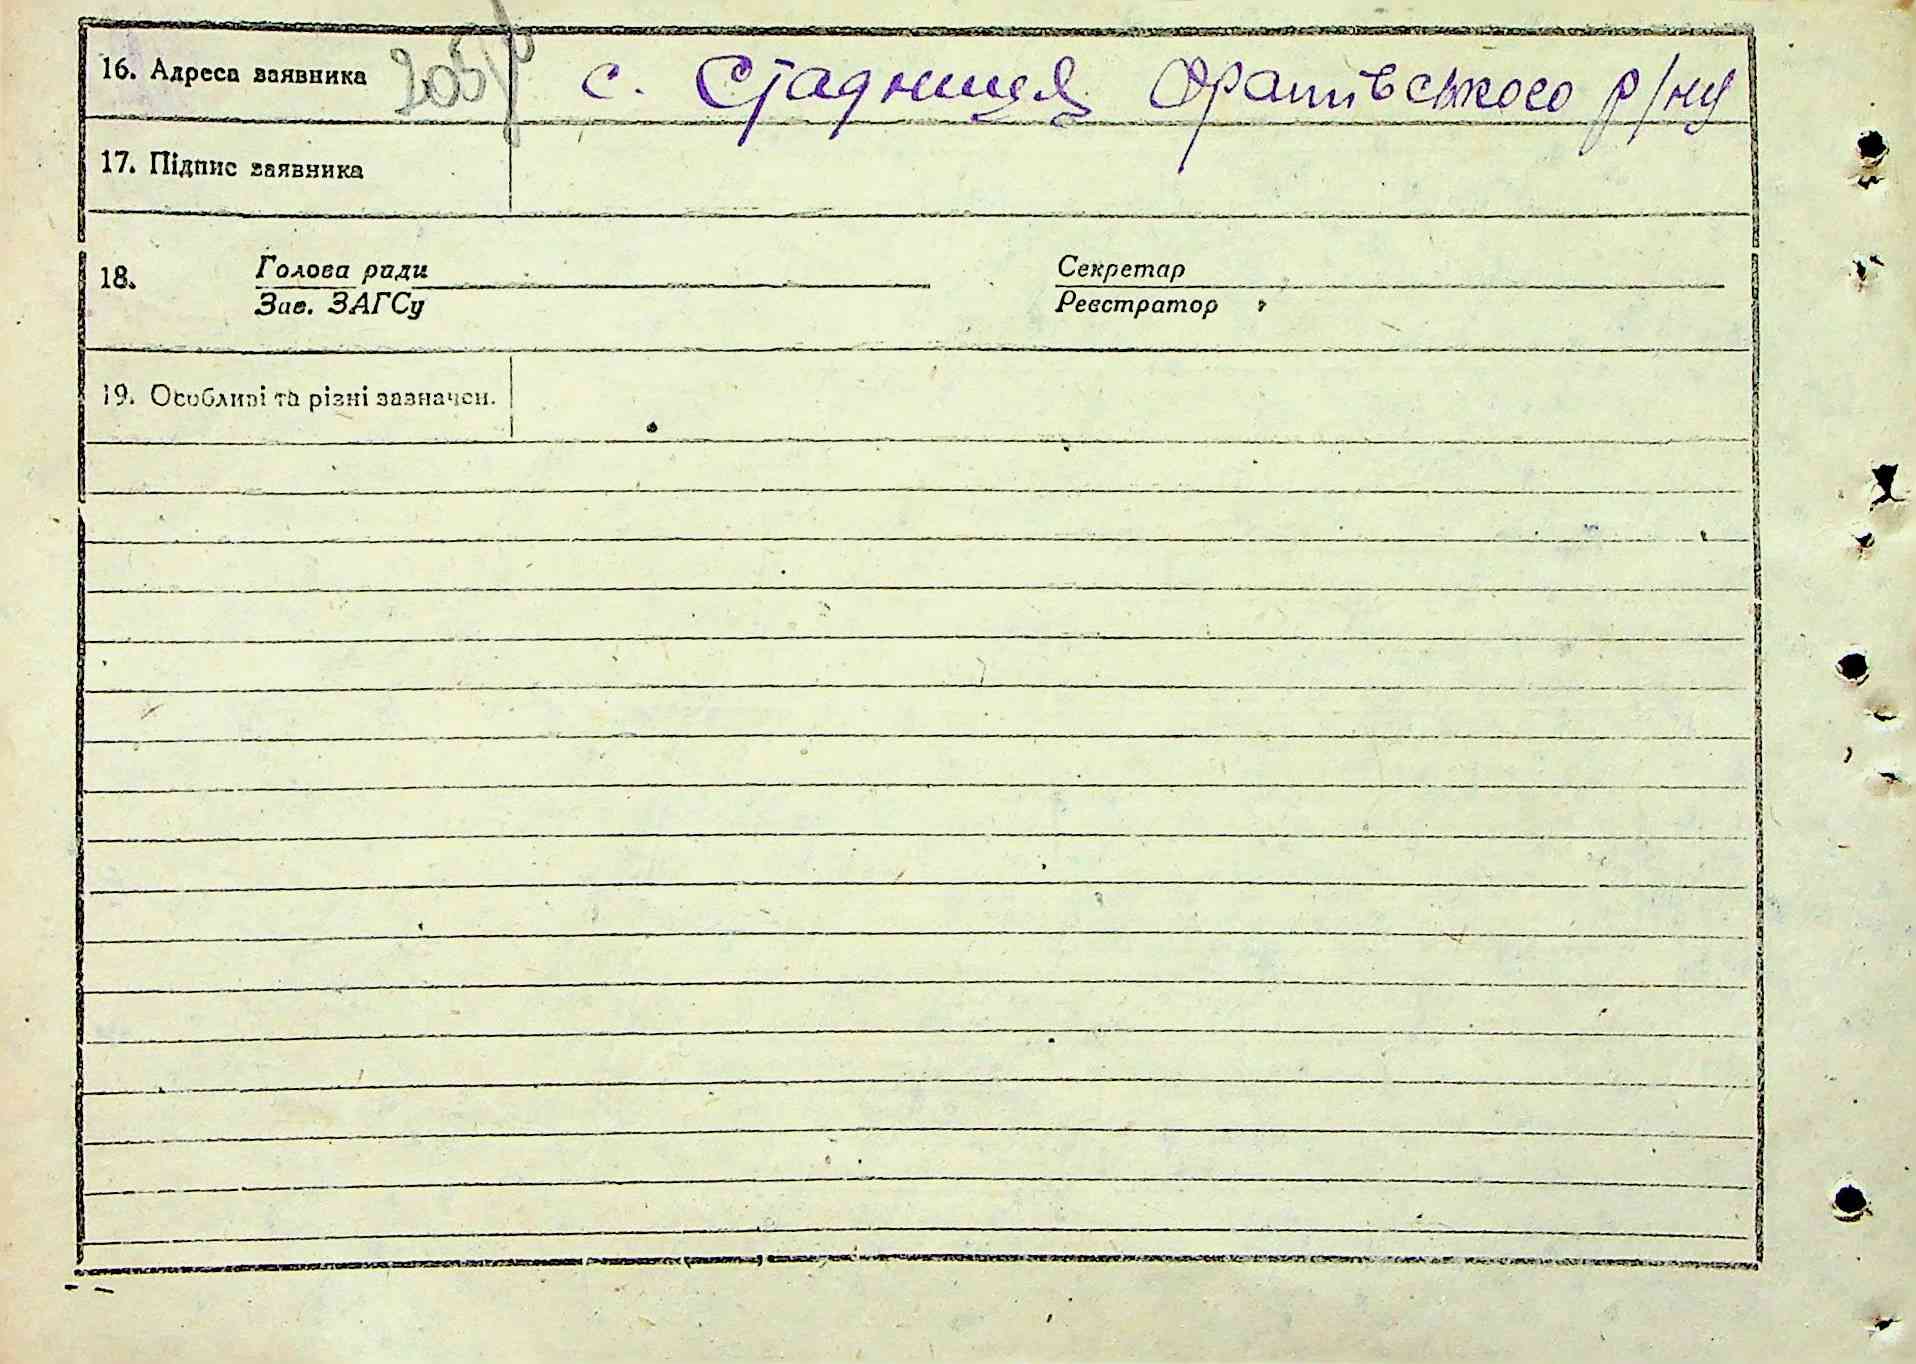 16. Адреса заявника с. Стадниця Оратівського р/ну
17. Підпис заявника
18. Голова ради Секретар
Зав. ЗАГСу Реєстратор
19. Особливі та різні зазначен.